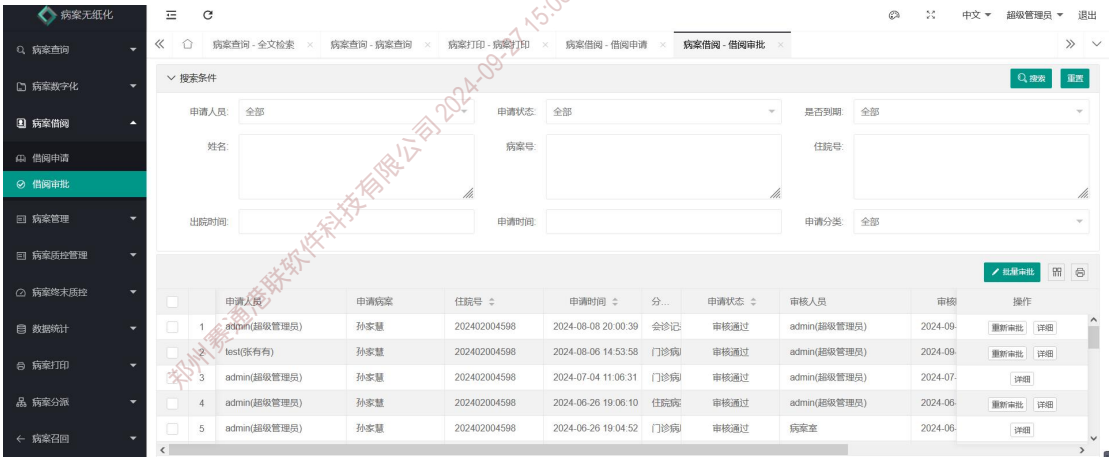 病案无纸化
中文 超级管理员 退出
病案查询
病案数字化
病案借阅
借阅申请
借阅审批
病案管理
病案质控管理
病案终末质控
数据统计
病案打印
病案分派
病案召回
病案查询 - 全文检索 × 病案查询 - 病案查询 × 病案打印 - 病案打印 × 病案借阅 - 借阅申请 × 病案借阅 - 借阅审批 ×
搜索条件 搜索 重置
申请人员: 全部 申请状态: 全部 是否到期: 全部
姓名: 病案号: 住院号:
出院时间: 申请时间: 申请分类: 全部
批量审批
申请人员 申请病案 住院号 申请时间 分... 申请状态 审核人员 审核 操作
1 admin(超级管理员) 孙家慧 202402004598 2024-08-08 20:00:39 会诊记 审核通过 admin(超级管理员) 2024-09- 重新审批 详细
2 test(张有有) 孙家慧 202402004598 2024-08-06 14:53:58 门诊病 审核通过 admin(超级管理员) 2024-09- 重新审批 详细
3 admin(超级管理员) 孙家慧 202402004598 2024-07-04 11:06:31 门诊病 审核通过 admin(超级管理员) 2024-07- 详细
4 admin(超级管理员) 孙家慧 202402004598 2024-06-26 19:06:10 住院病 审核通过 admin(超级管理员) 2024-06- 重新审批 详细
5 admin(超级管理员) 孙家慧 202402004598 2024-06-26 19:04:52 门诊病 审核通过 病案室 2024-06- 详细
郑州赛通惠联软件科技有限公司 2024-09-27 15:0